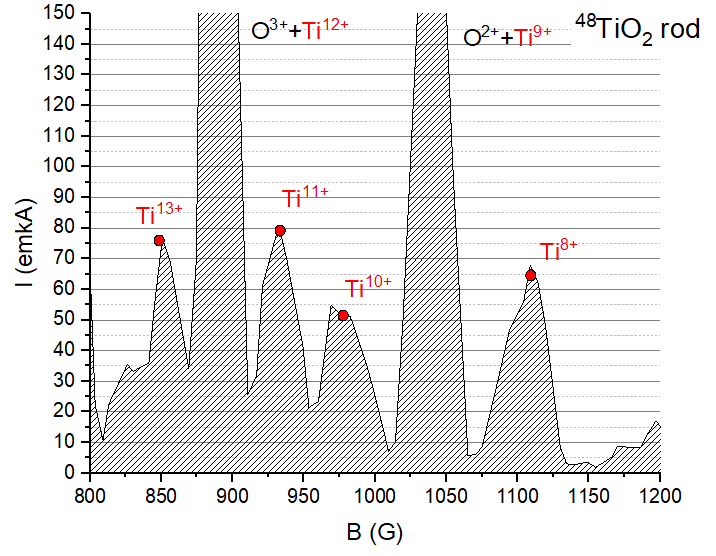 150
140
130
120
110
100
90
80
70
60
50
40
30
20
10
0
I (emkA)
O³⁺+Ti¹²⁺
O²⁺+Ti⁹⁺
⁴⁸TiO₂ rod
Ti¹³⁺
Ti¹¹⁺
Ti¹⁰⁺
Ti⁸⁺
800 850 900 950 1000 1050 1100 1150 1200
B (G)